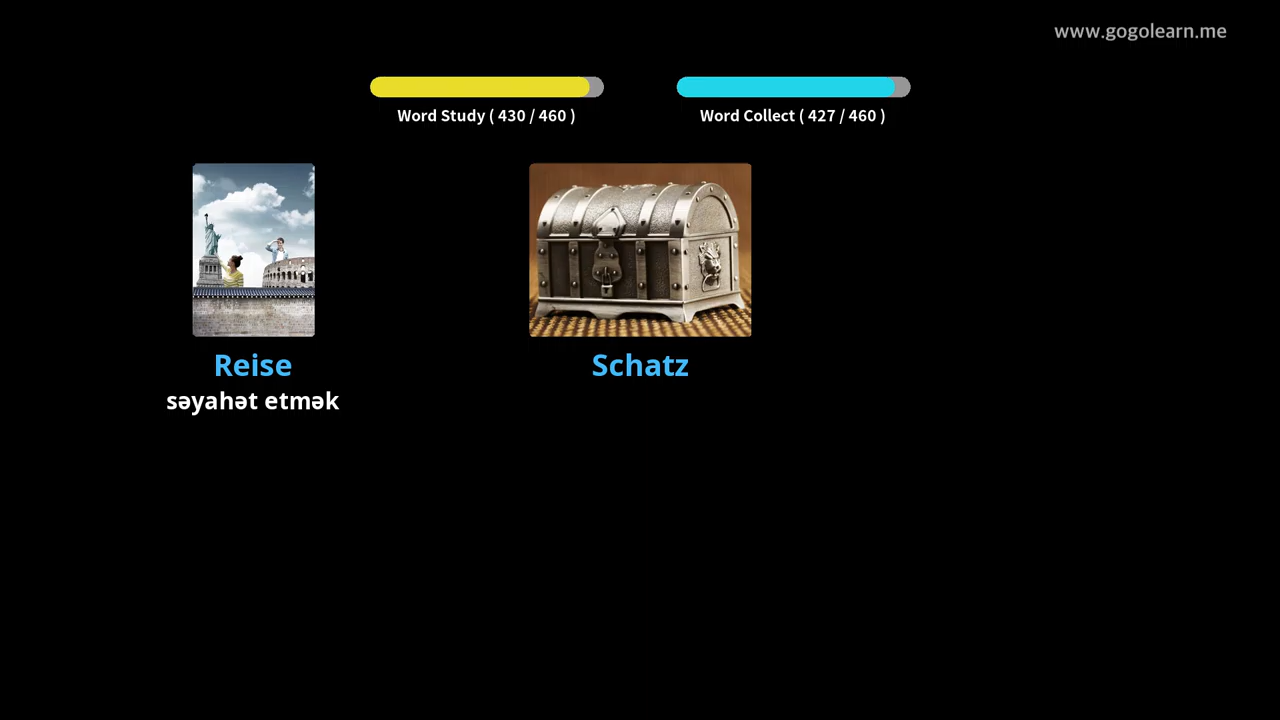 www.gogolearn.me
Word Study ( 430 / 460 )
Word Collect ( 427 / 460 )
Reise
Schatz
səyahət etmək